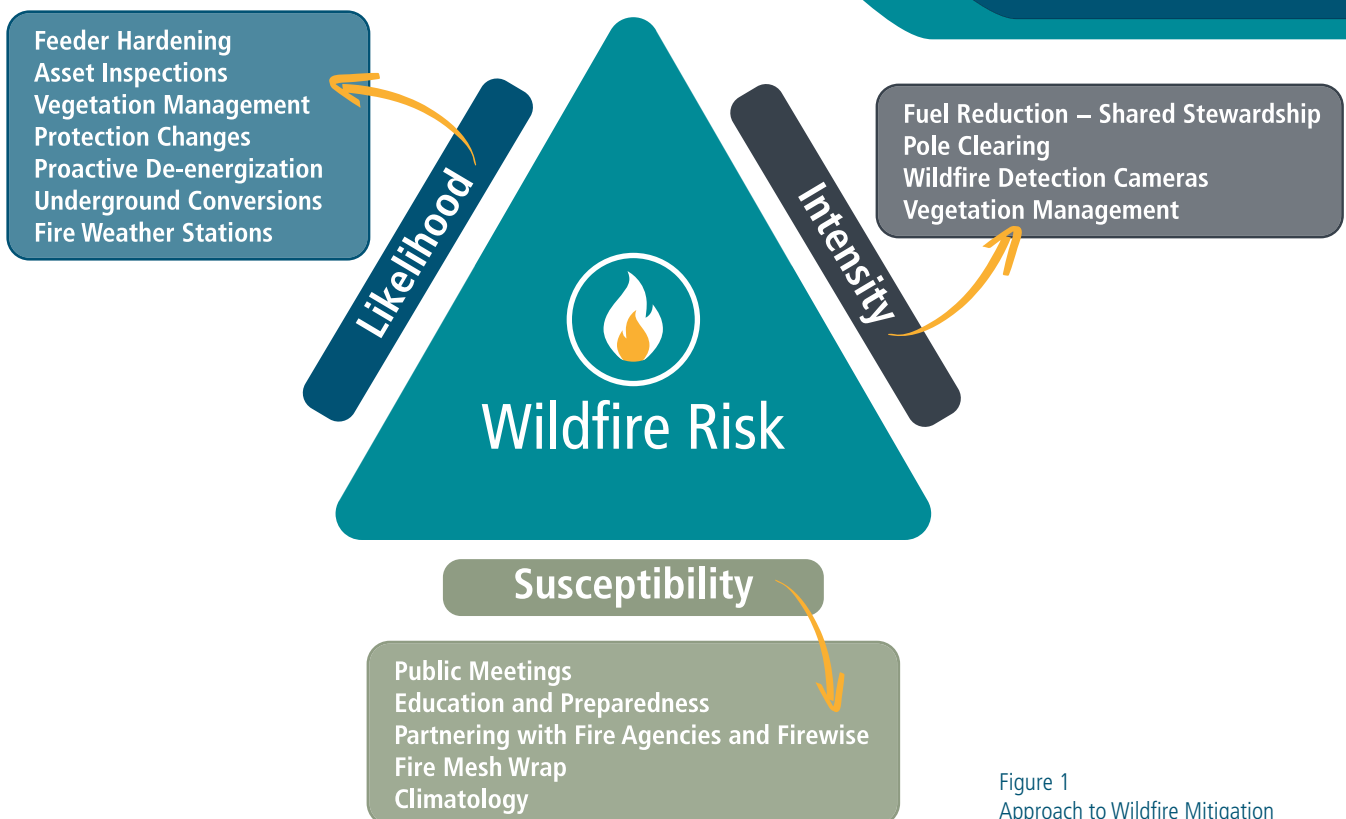 Feeder Hardening
Asset Inspections
Vegetation Management
Protection Changes
Proactive De-energization
Underground Conversions
Fire Weather Stations
Likelihood
Intensity
Fuel Reduction – Shared Stewardship
Pole Clearing
Wildfire Detection Cameras
Vegetation Management
Wildfire Risk
Susceptibility
Public Meetings
Education and Preparedness
Partnering with Fire Agencies and Firewise
Fire Mesh Wrap
Climatology
Figure 1
Approach to Wildfire Mitigation